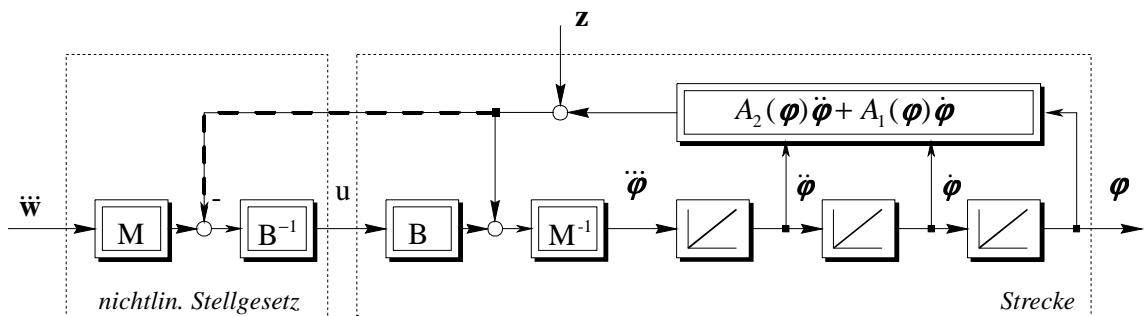 z
A₂(φ)φ̈ + A₁(φ)φ̇
w⃛
M
-
B⁻¹
u
B
M⁻¹
φ⃛
φ̈
φ̇
φ
nichtlin. Stellgesetz
Strecke